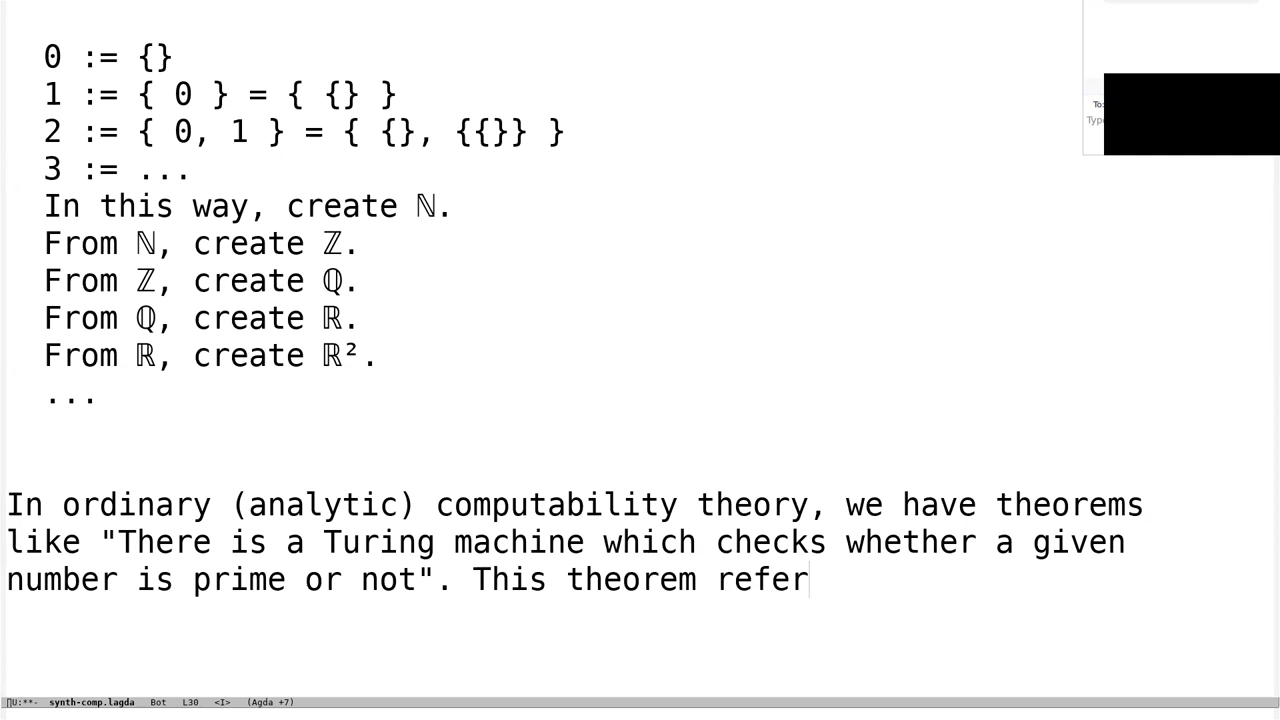 0 := {}
1 := { 0 } = { {} }
2 := { 0, 1 } = { {}, {{}} }
3 := ...
In this way, create ℕ.
From ℕ, create ℤ.
From ℤ, create ℚ.
From ℚ, create ℝ.
From ℝ, create ℝ².
...
In ordinary (analytic) computability theory, we have theorems
like "There is a Turing machine which checks whether a given
number is prime or not". This theorem refer
To:
U:**- synth-comp.lagda Bot L30 <I> (Agda +7)